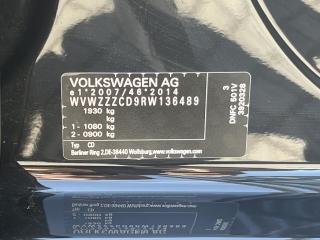 VOLKSWAGEN AG
e1*2007/46*2014
WVWZZZCD9RW136489
1930 kg
kg
1 - 1080 kg
2 - 0900 kg
Typ CD
Berliner Ring 2,DE-38440 Wolfsburg,www.volkswagen.com
3
DNFC 501V
3920328